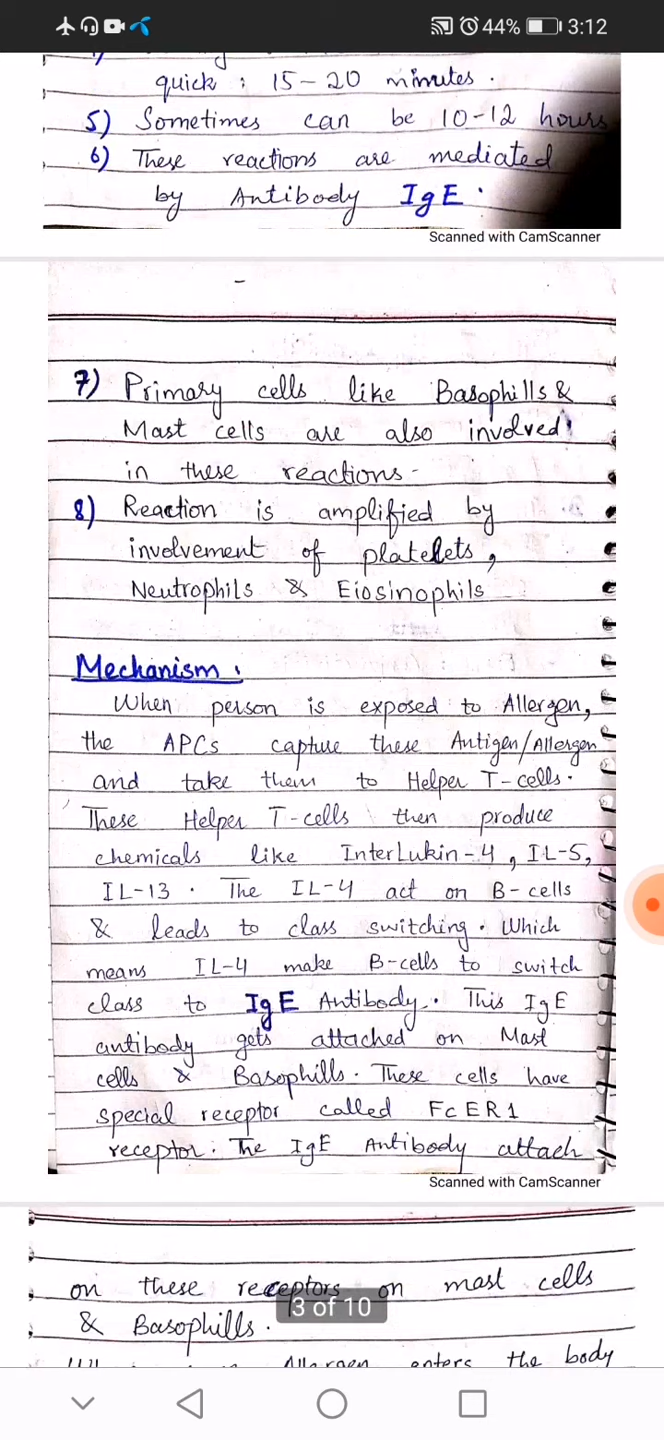 44% 3:12
quick : 15-20 minutes.
5) Sometimes can be 10-12 hours
6) These reactions are mediated
by Antibody IgE.
Scanned with CamScanner
7) Primary cells like Basophills &
Mast cells are also involved
in these reactions-
8) Reaction is amplified by
involvement of platelets,
Neutrophils & Eiosinophils
Mechanism:
When person is exposed to Allergen,
the APCs capture these Antigen/Allergen
and take them to Helper T-cells.
These Helper T-cells then produce
chemicals like InterLukin-4, IL-5,
IL-13. The IL-4 act on B-cells
& leads to class switching. Which
means IL-4 make B-cells to switch
class to IgE Antibody. This IgE
antibody gets attached on Mast
cells & Basophills. These cells have
special receptor called FcER1
receptor. The IgE Antibody attach
Scanned with CamScanner
on these receptors on mast cells
3 of 10
& Basophills.
Allergen enters the body